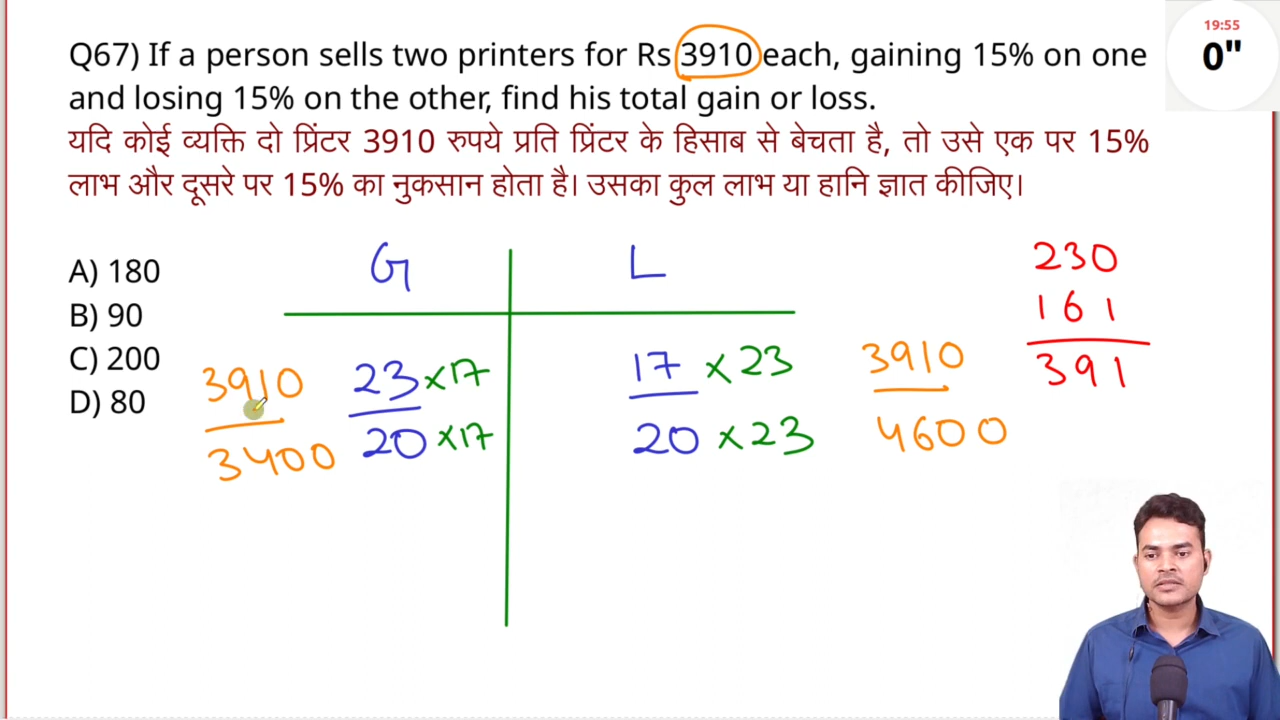 19:55
0"
Q67) If a person sells two printers for Rs 3910 each, gaining 15% on one
and losing 15% on the other, find his total gain or loss.
यदि कोई व्यक्ति दो प्रिंटर 3910 रुपये प्रति प्रिंटर के हिसाब से बेचता है, तो उसे एक पर 15%
लाभ और दूसरे पर 15% का नुकसान होता है। उसका कुल लाभ या हानि ज्ञात कीजिए।
A) 180
B) 90
C) 200
D) 80
G L
3910 23 × 17 17 × 23 3910
3400 20 × 17 20 × 23 4600
230
161
391